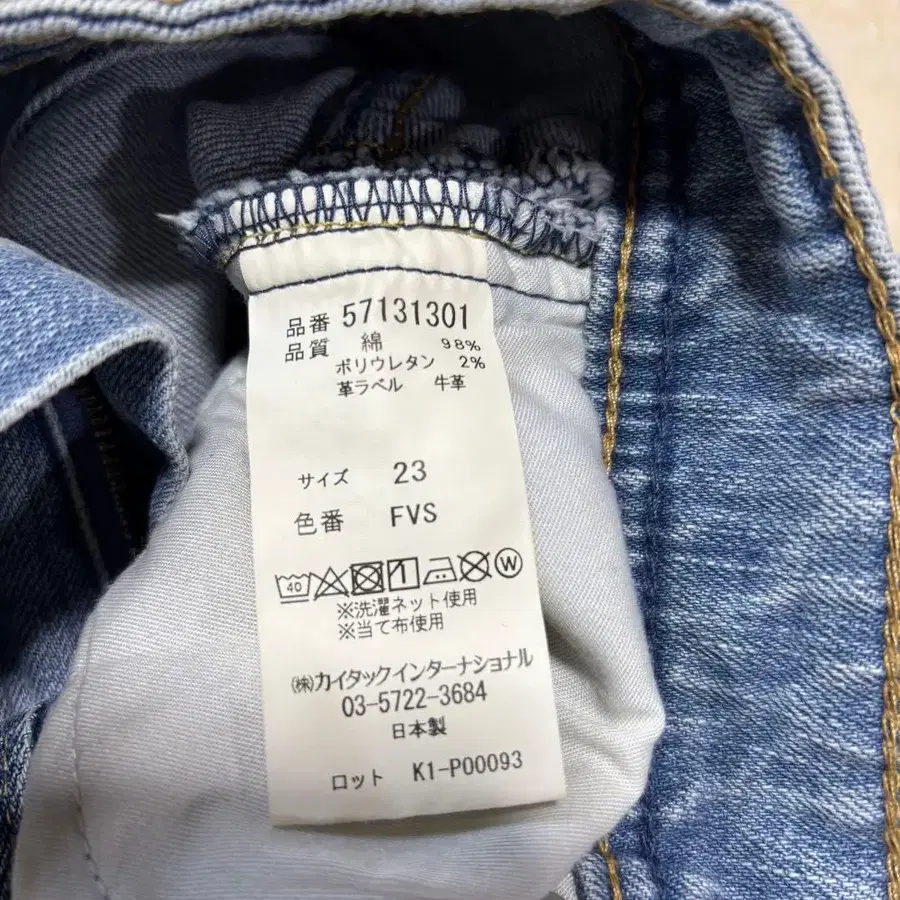 品番 57131301
品質 綿 98%
ポリウレタン 2%
革ラベル 牛革
サイズ 23
色番 FVS
40 W
※洗濯ネット使用
※当て布使用
㈱カイタックインターナショナル
03-5722-3684
日本製
ロット K1-P00093